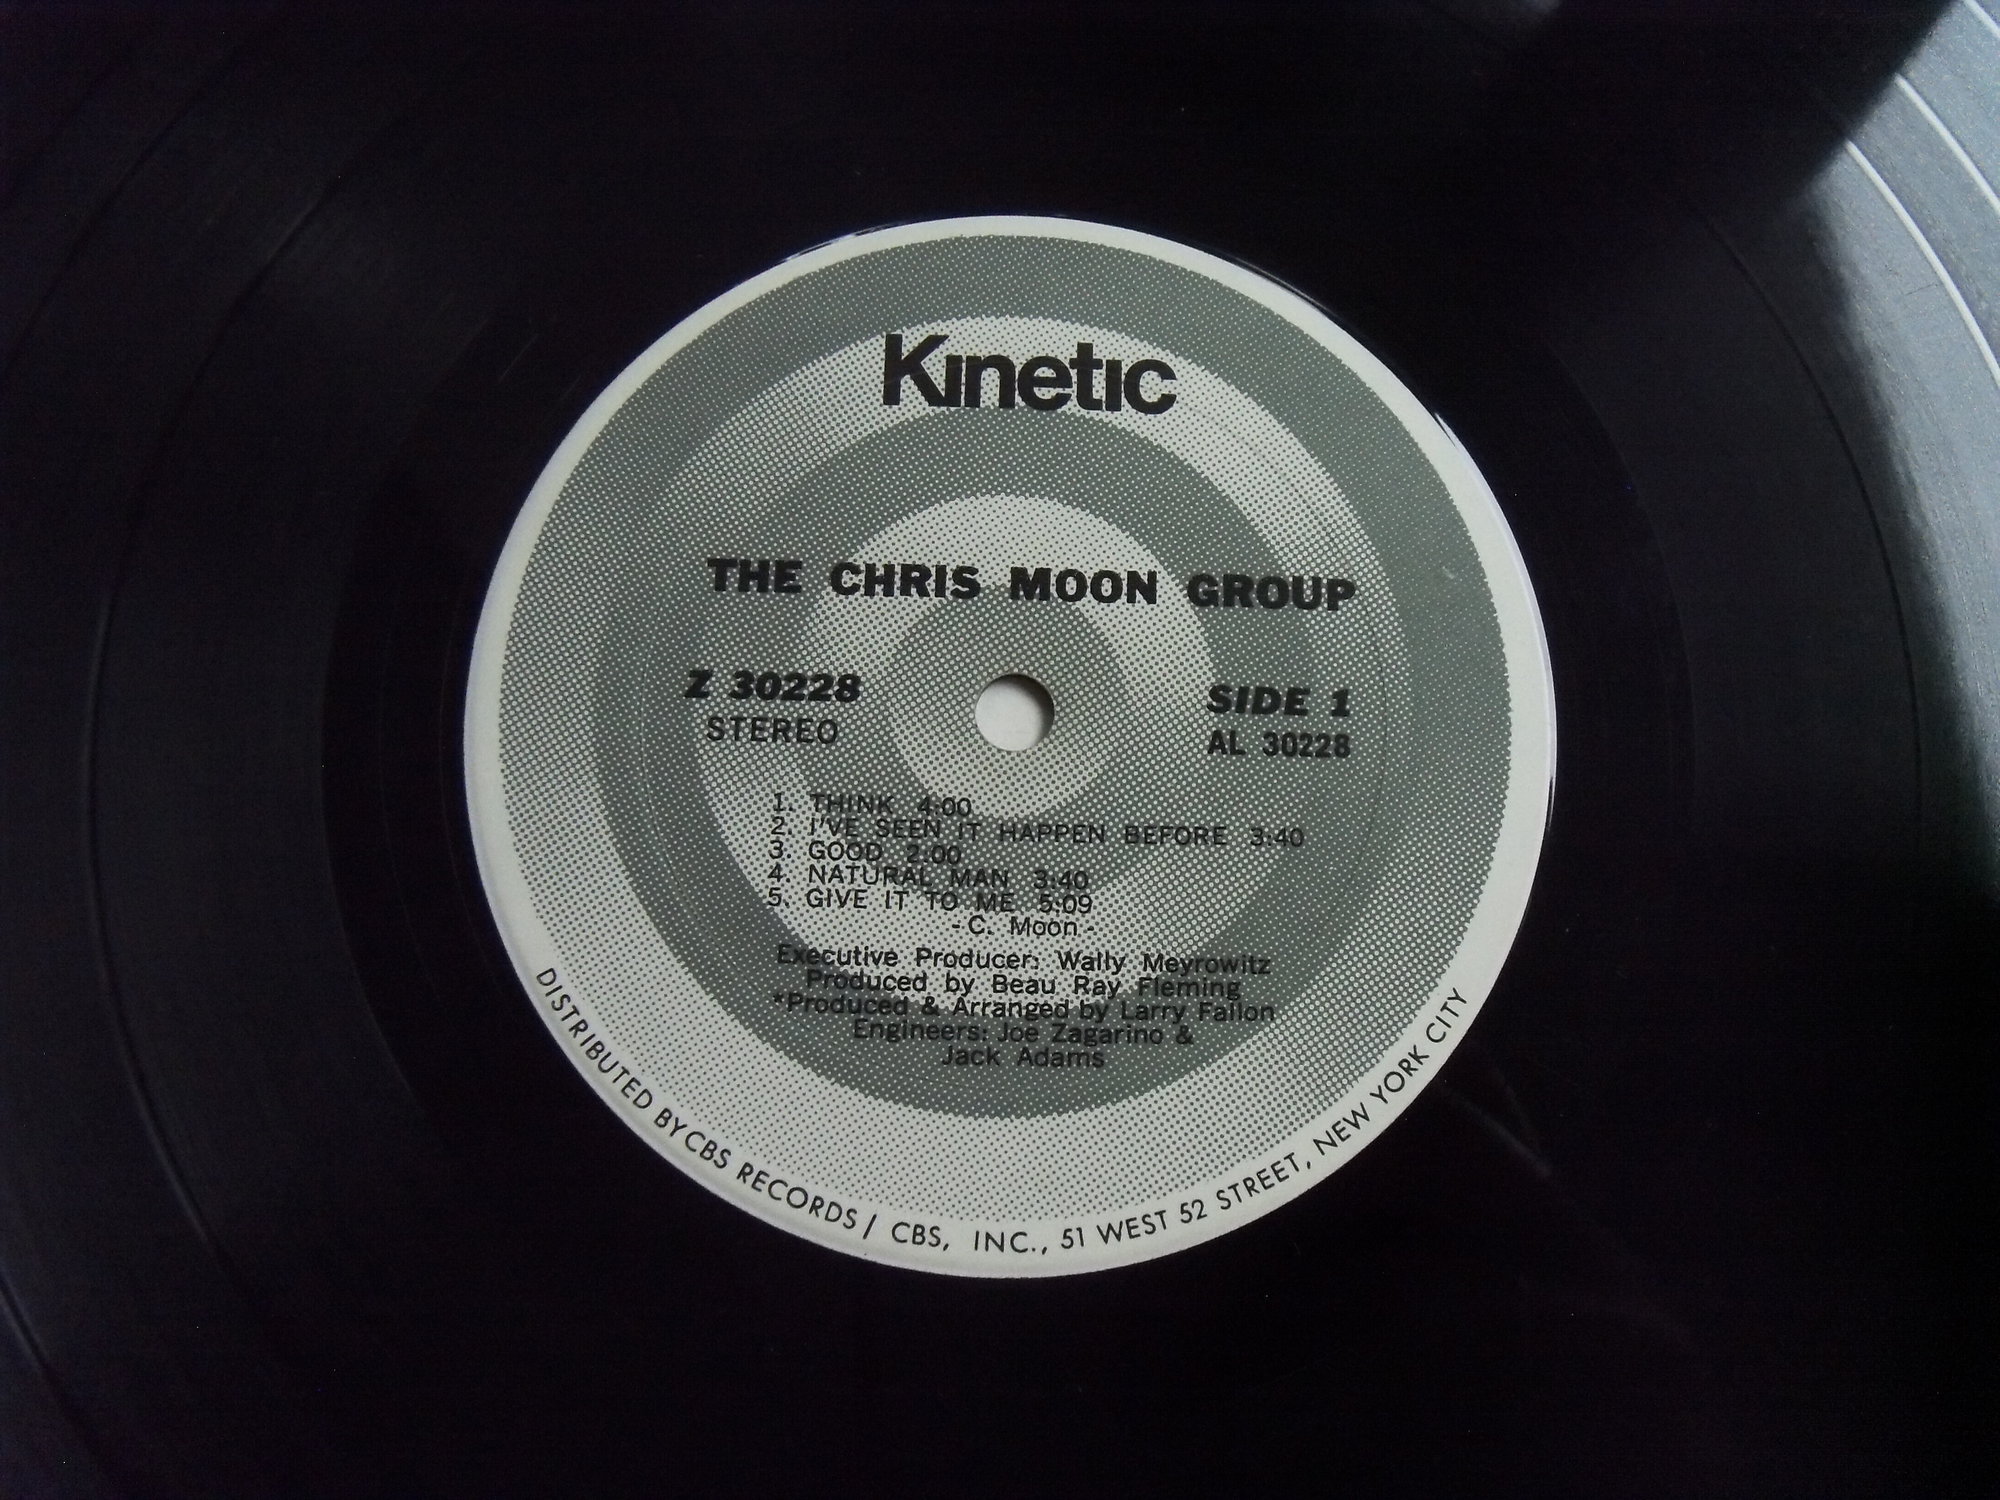 Kinetic
THE CHRIS MOON GROUP
Z 30228
STEREO
SIDE 1
AL 30228
1. THINK 4:00
2. I'VE SEEN IT HAPPEN BEFORE 3:40
3. GOOD 2:00
4. NATURAL MAN 3:40
5. GIVE IT TO ME 5:09
- C. Moon -
Executive Producer: Wally Meyrowitz
Produced by Beau Ray Fleming
*Produced & Arranged by Larry Fallon
Engineers: Joe Zagarino &
Jack Adams
DISTRIBUTED BY CBS RECORDS / CBS, INC., 51 WEST 52 STREET, NEW YORK CITY